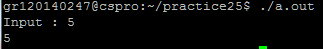 gr120140247@cspro:~/practice25$ ./a.out
Input : 5
5